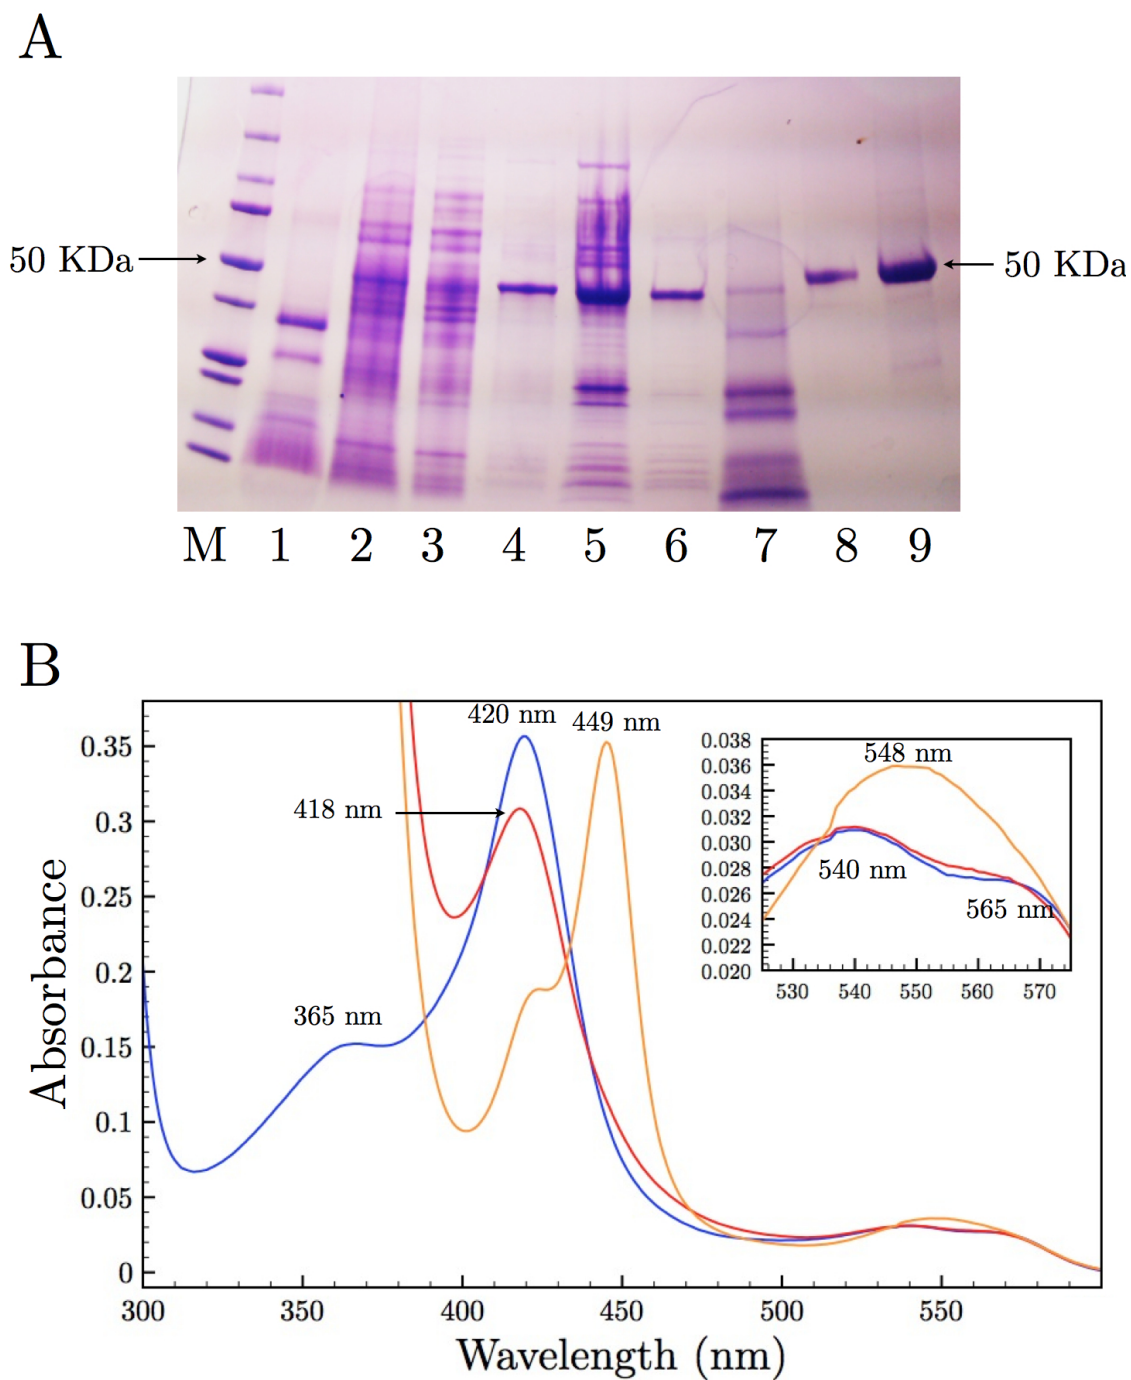 A
50 KDa
50 KDa
M 1 2 3 4 5 6 7 8 9
B
420 nm
449 nm
418 nm
365 nm
0.35
0.3
0.25
0.2
0.15
0.1
0.05
0
Absorbance
300 350 400 450 500 550
Wavelength (nm)
0.038
0.036
0.034
0.032
0.030
0.028
0.026
0.024
0.022
0.020
548 nm
540 nm
565 nm
530 540 550 560 570